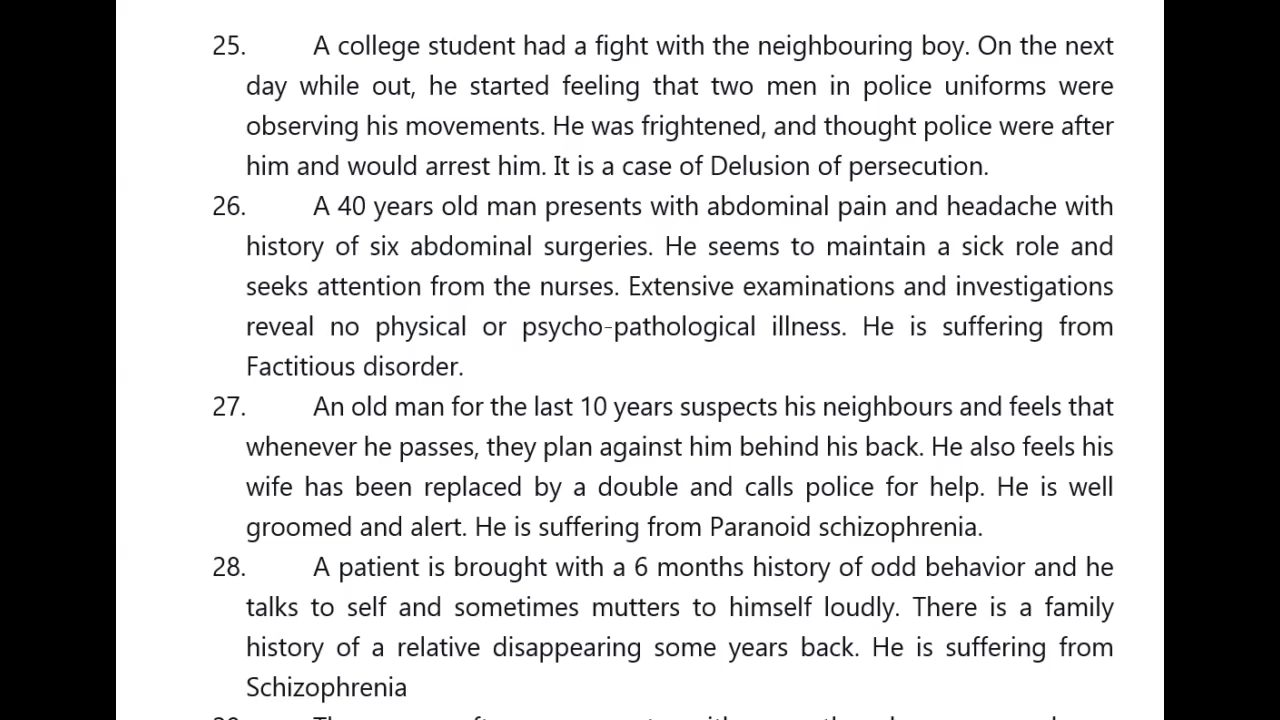 25. A college student had a fight with the neighbouring boy. On the next
day while out, he started feeling that two men in police uniforms were
observing his movements. He was frightened, and thought police were after
him and would arrest him. It is a case of Delusion of persecution.
26. A 40 years old man presents with abdominal pain and headache with
history of six abdominal surgeries. He seems to maintain a sick role and
seeks attention from the nurses. Extensive examinations and investigations
reveal no physical or psycho-pathological illness. He is suffering from
Factitious disorder.
27. An old man for the last 10 years suspects his neighbours and feels that
whenever he passes, they plan against him behind his back. He also feels his
wife has been replaced by a double and calls police for help. He is well
groomed and alert. He is suffering from Paranoid schizophrenia.
28. A patient is brought with a 6 months history of odd behavior and he
talks to self and sometimes mutters to himself loudly. There is a family
history of a relative disappearing some years back. He is suffering from
Schizophrenia